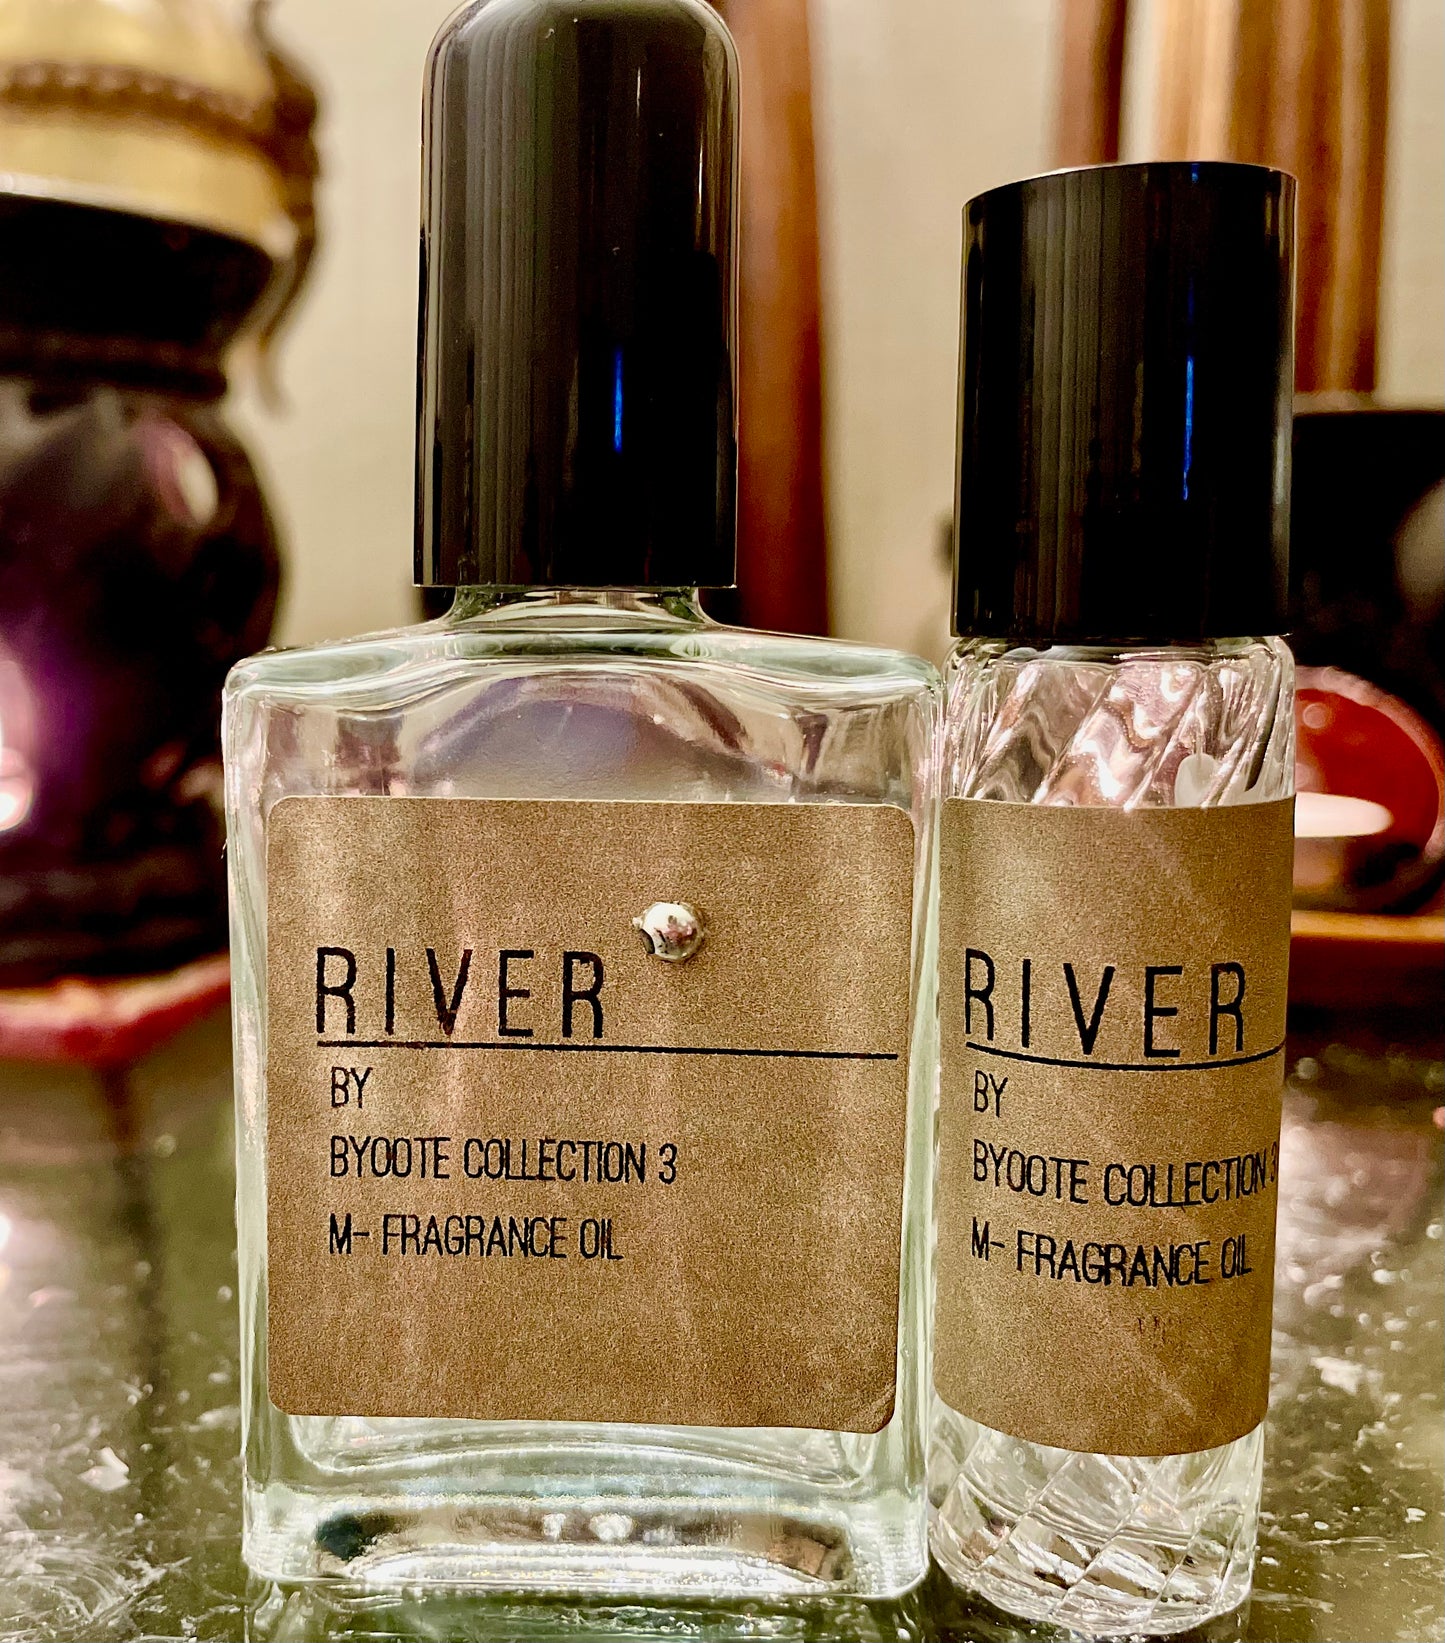 RIVER
BY
BYOOTE COLLECTION 3
M- FRAGRANCE OIL
RIVER
BY
BYOOTE COLLECTION 3
M- FRAGRANCE OIL